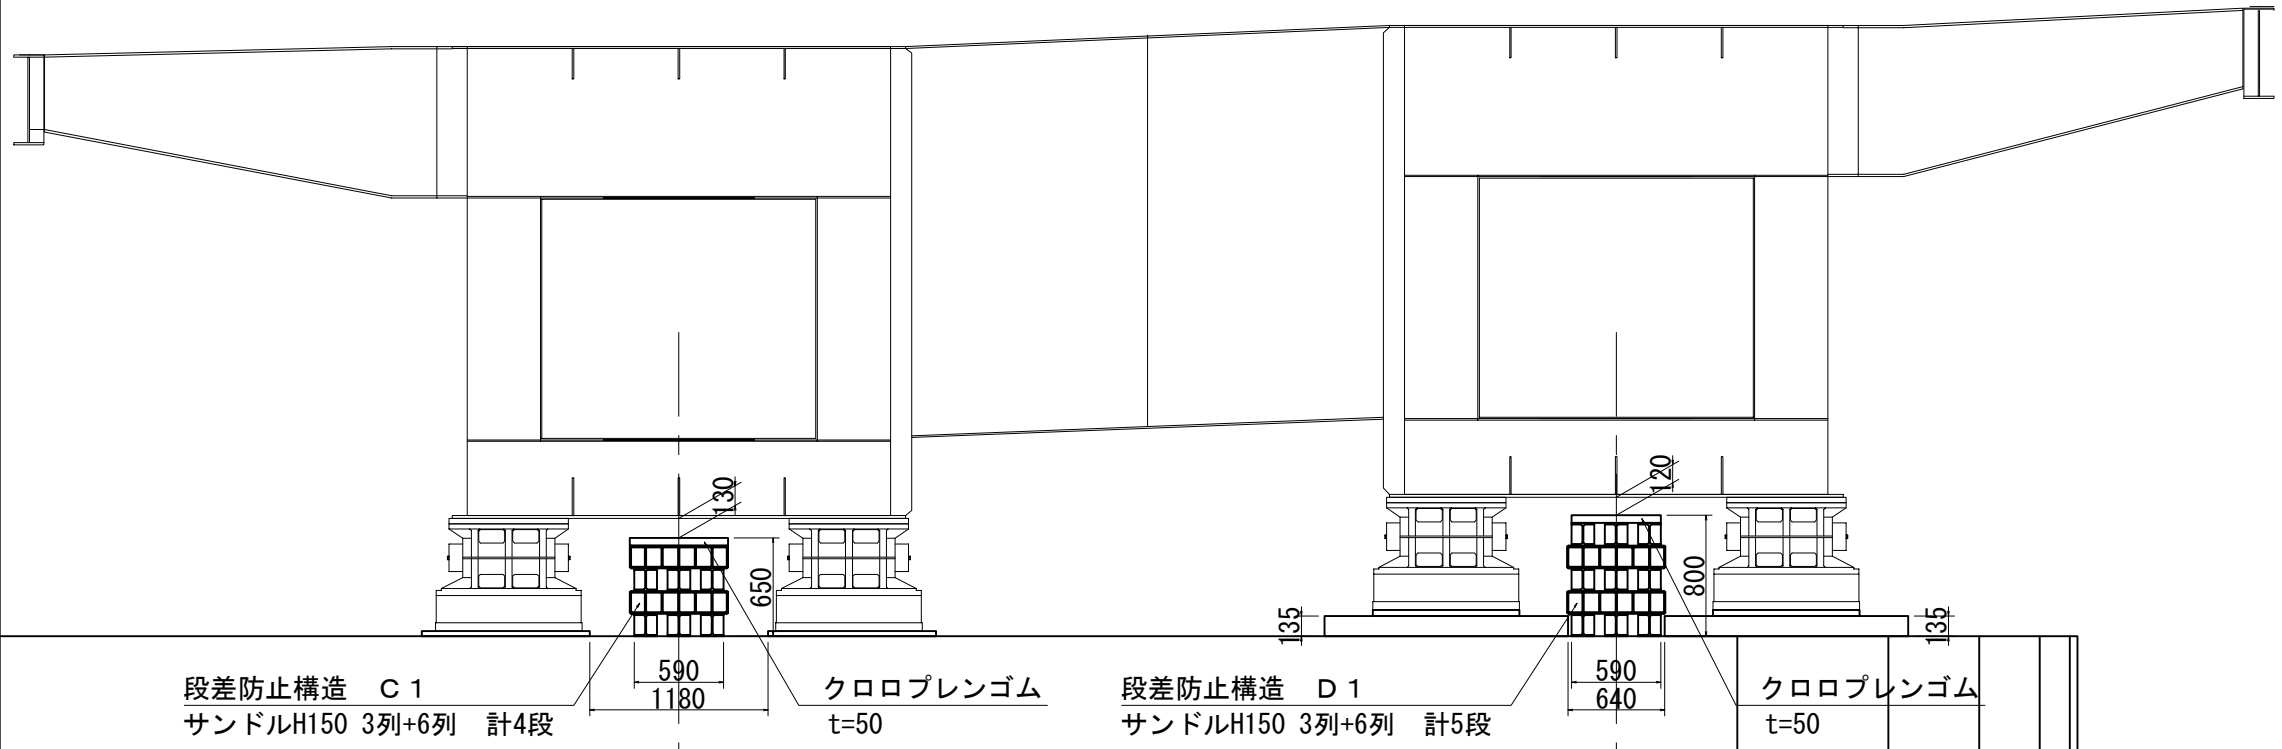 130
120
650
800
135
135
590
1180
590
640
段差防止構造 C1
サンドルH150 3列+6列 計4段
クロロプレンゴム
t=50
段差防止構造 D1
サンドルH150 3列+6列 計5段
クロロプレンゴム
t=50